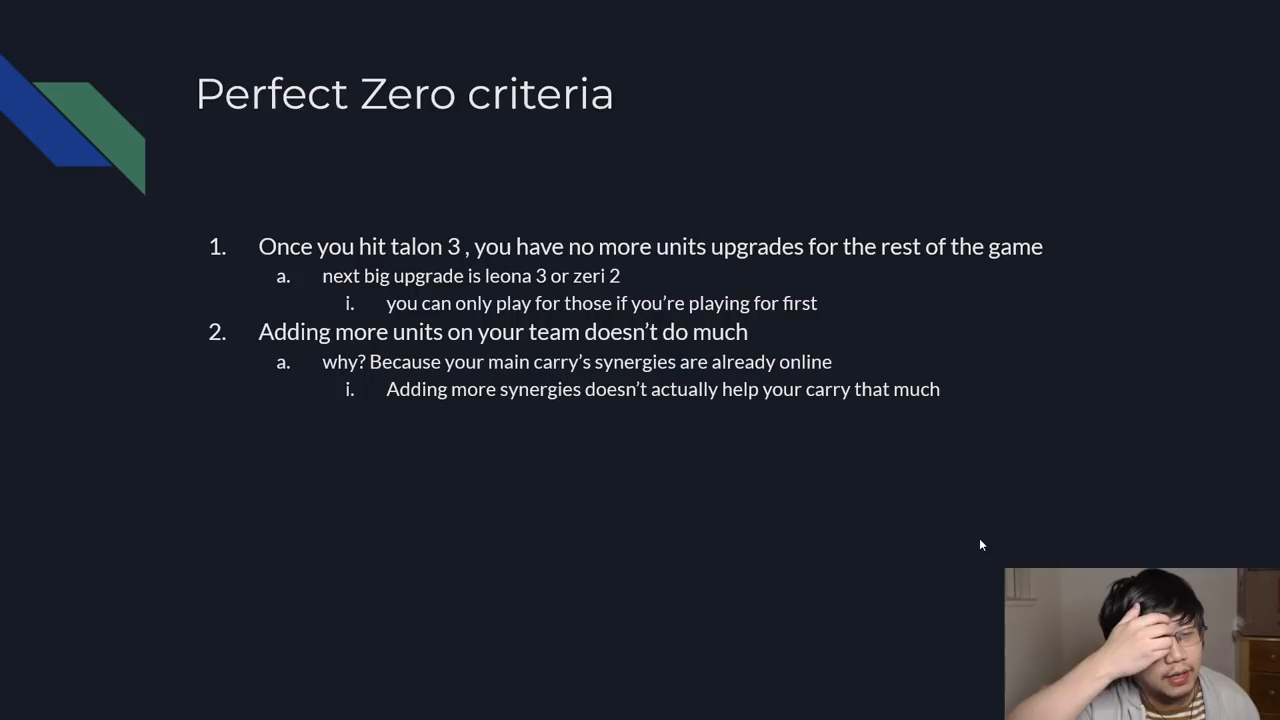 Perfect Zero criteria
1. Once you hit talon 3 , you have no more units upgrades for the rest of the game
a. next big upgrade is leona 3 or zeri 2
i. you can only play for those if you’re playing for first
2. Adding more units on your team doesn’t do much
a. why? Because your main carry’s synergies are already online
i. Adding more synergies doesn’t actually help your carry that much